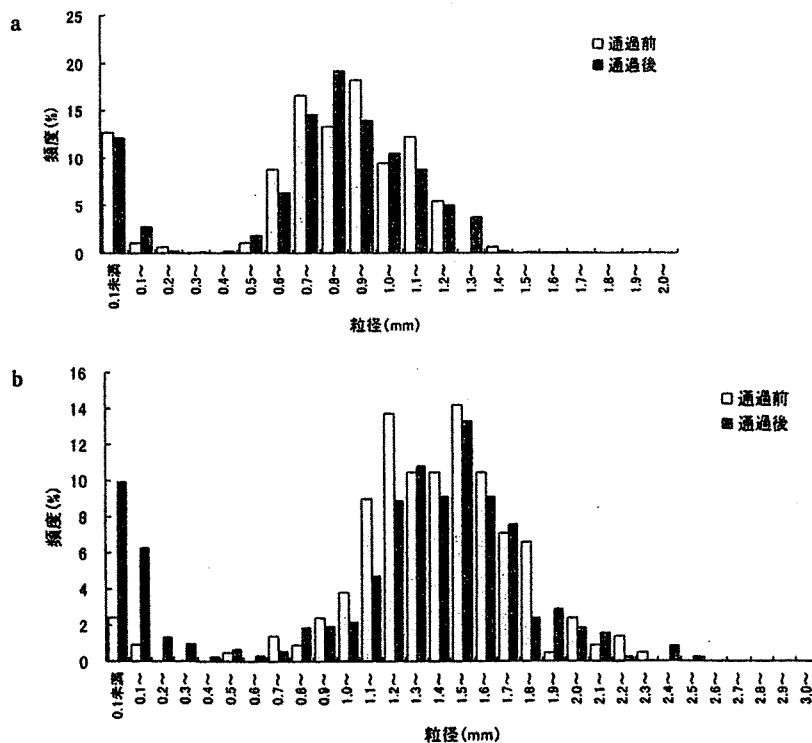 a
25
20
15
10
5
0
頻度(%)
通過前
通過後
0.1未満 0.1～ 0.2～ 0.3～ 0.4～ 0.5～ 0.6～ 0.7～ 0.8～ 0.9～ 1.0～ 1.1～ 1.2～ 1.3～ 1.4～ 1.5～ 1.6～ 1.7～ 1.8～ 1.9～ 2.0～
粒径(mm)
b
16
14
12
10
8
6
4
2
0
頻度(%)
通過前
通過後
0.1未満 0.1～ 0.2～ 0.3～ 0.4～ 0.5～ 0.6～ 0.7～ 0.8～ 0.9～ 1.0～ 1.1～ 1.2～ 1.3～ 1.4～ 1.5～ 1.6～ 1.7～ 1.8～ 1.9～ 2.0～ 2.1～ 2.2～ 2.3～ 2.4～ 2.5～ 2.6～ 2.7～ 2.8～ 2.9～ 3.0～
粒径(mm)